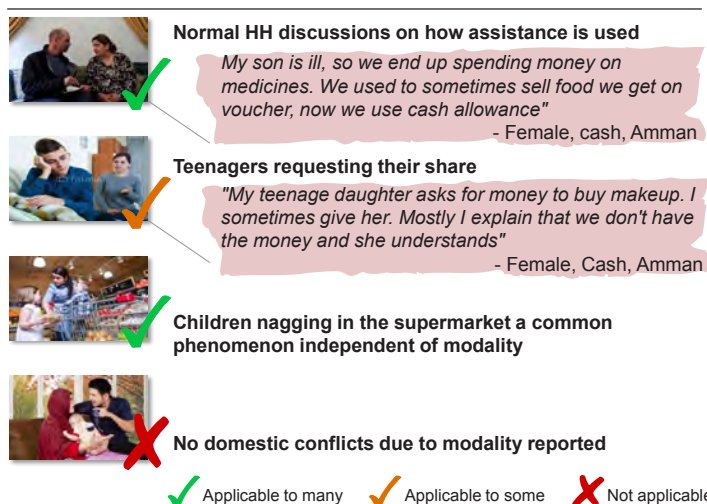 Normal HH discussions on how assistance is used
My son is ill, so we end up spending money on
medicines. We used to sometimes sell food we get on
voucher, now we use cash allowance"
- Female, cash, Amman
Teenagers requesting their share
"My teenage daughter asks for money to buy makeup. I
sometimes give her. Mostly I explain that we don't have
the money and she understands"
- Female, Cash, Amman
Children nagging in the supermarket a common
phenomenon independent of modality
No domestic conflicts due to modality reported
Applicable to many Applicable to some Not applicable